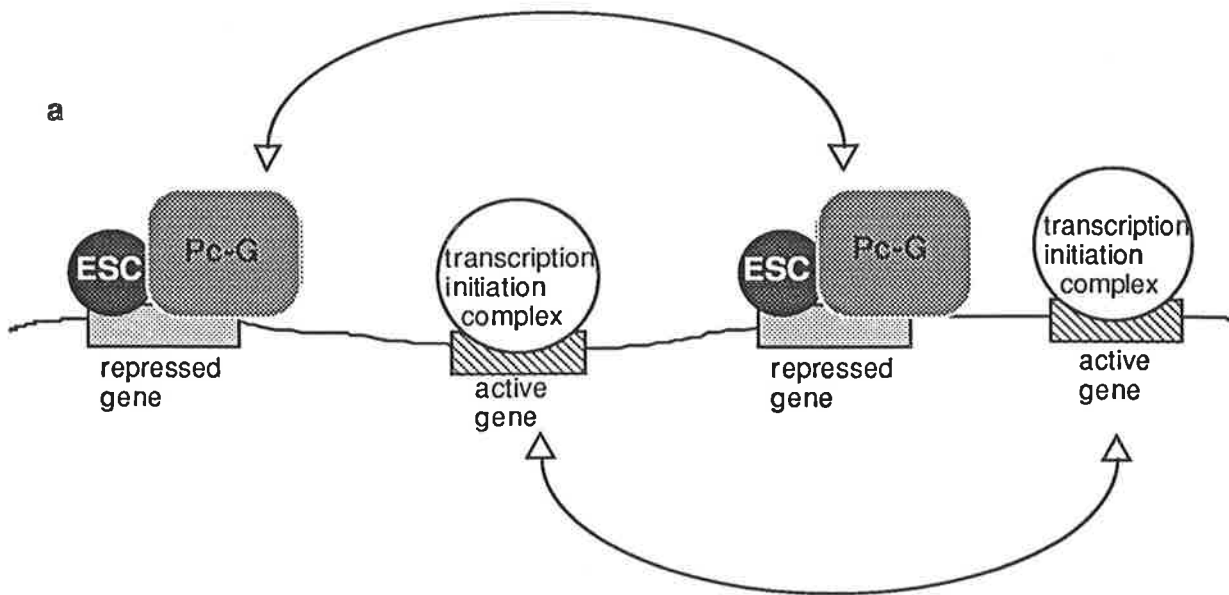 a
ESC
Pc-G
transcription
initiation
complex
repressed
gene
active
gene
ESC
Pc-G
transcription
initiation
complex
repressed
gene
active
gene